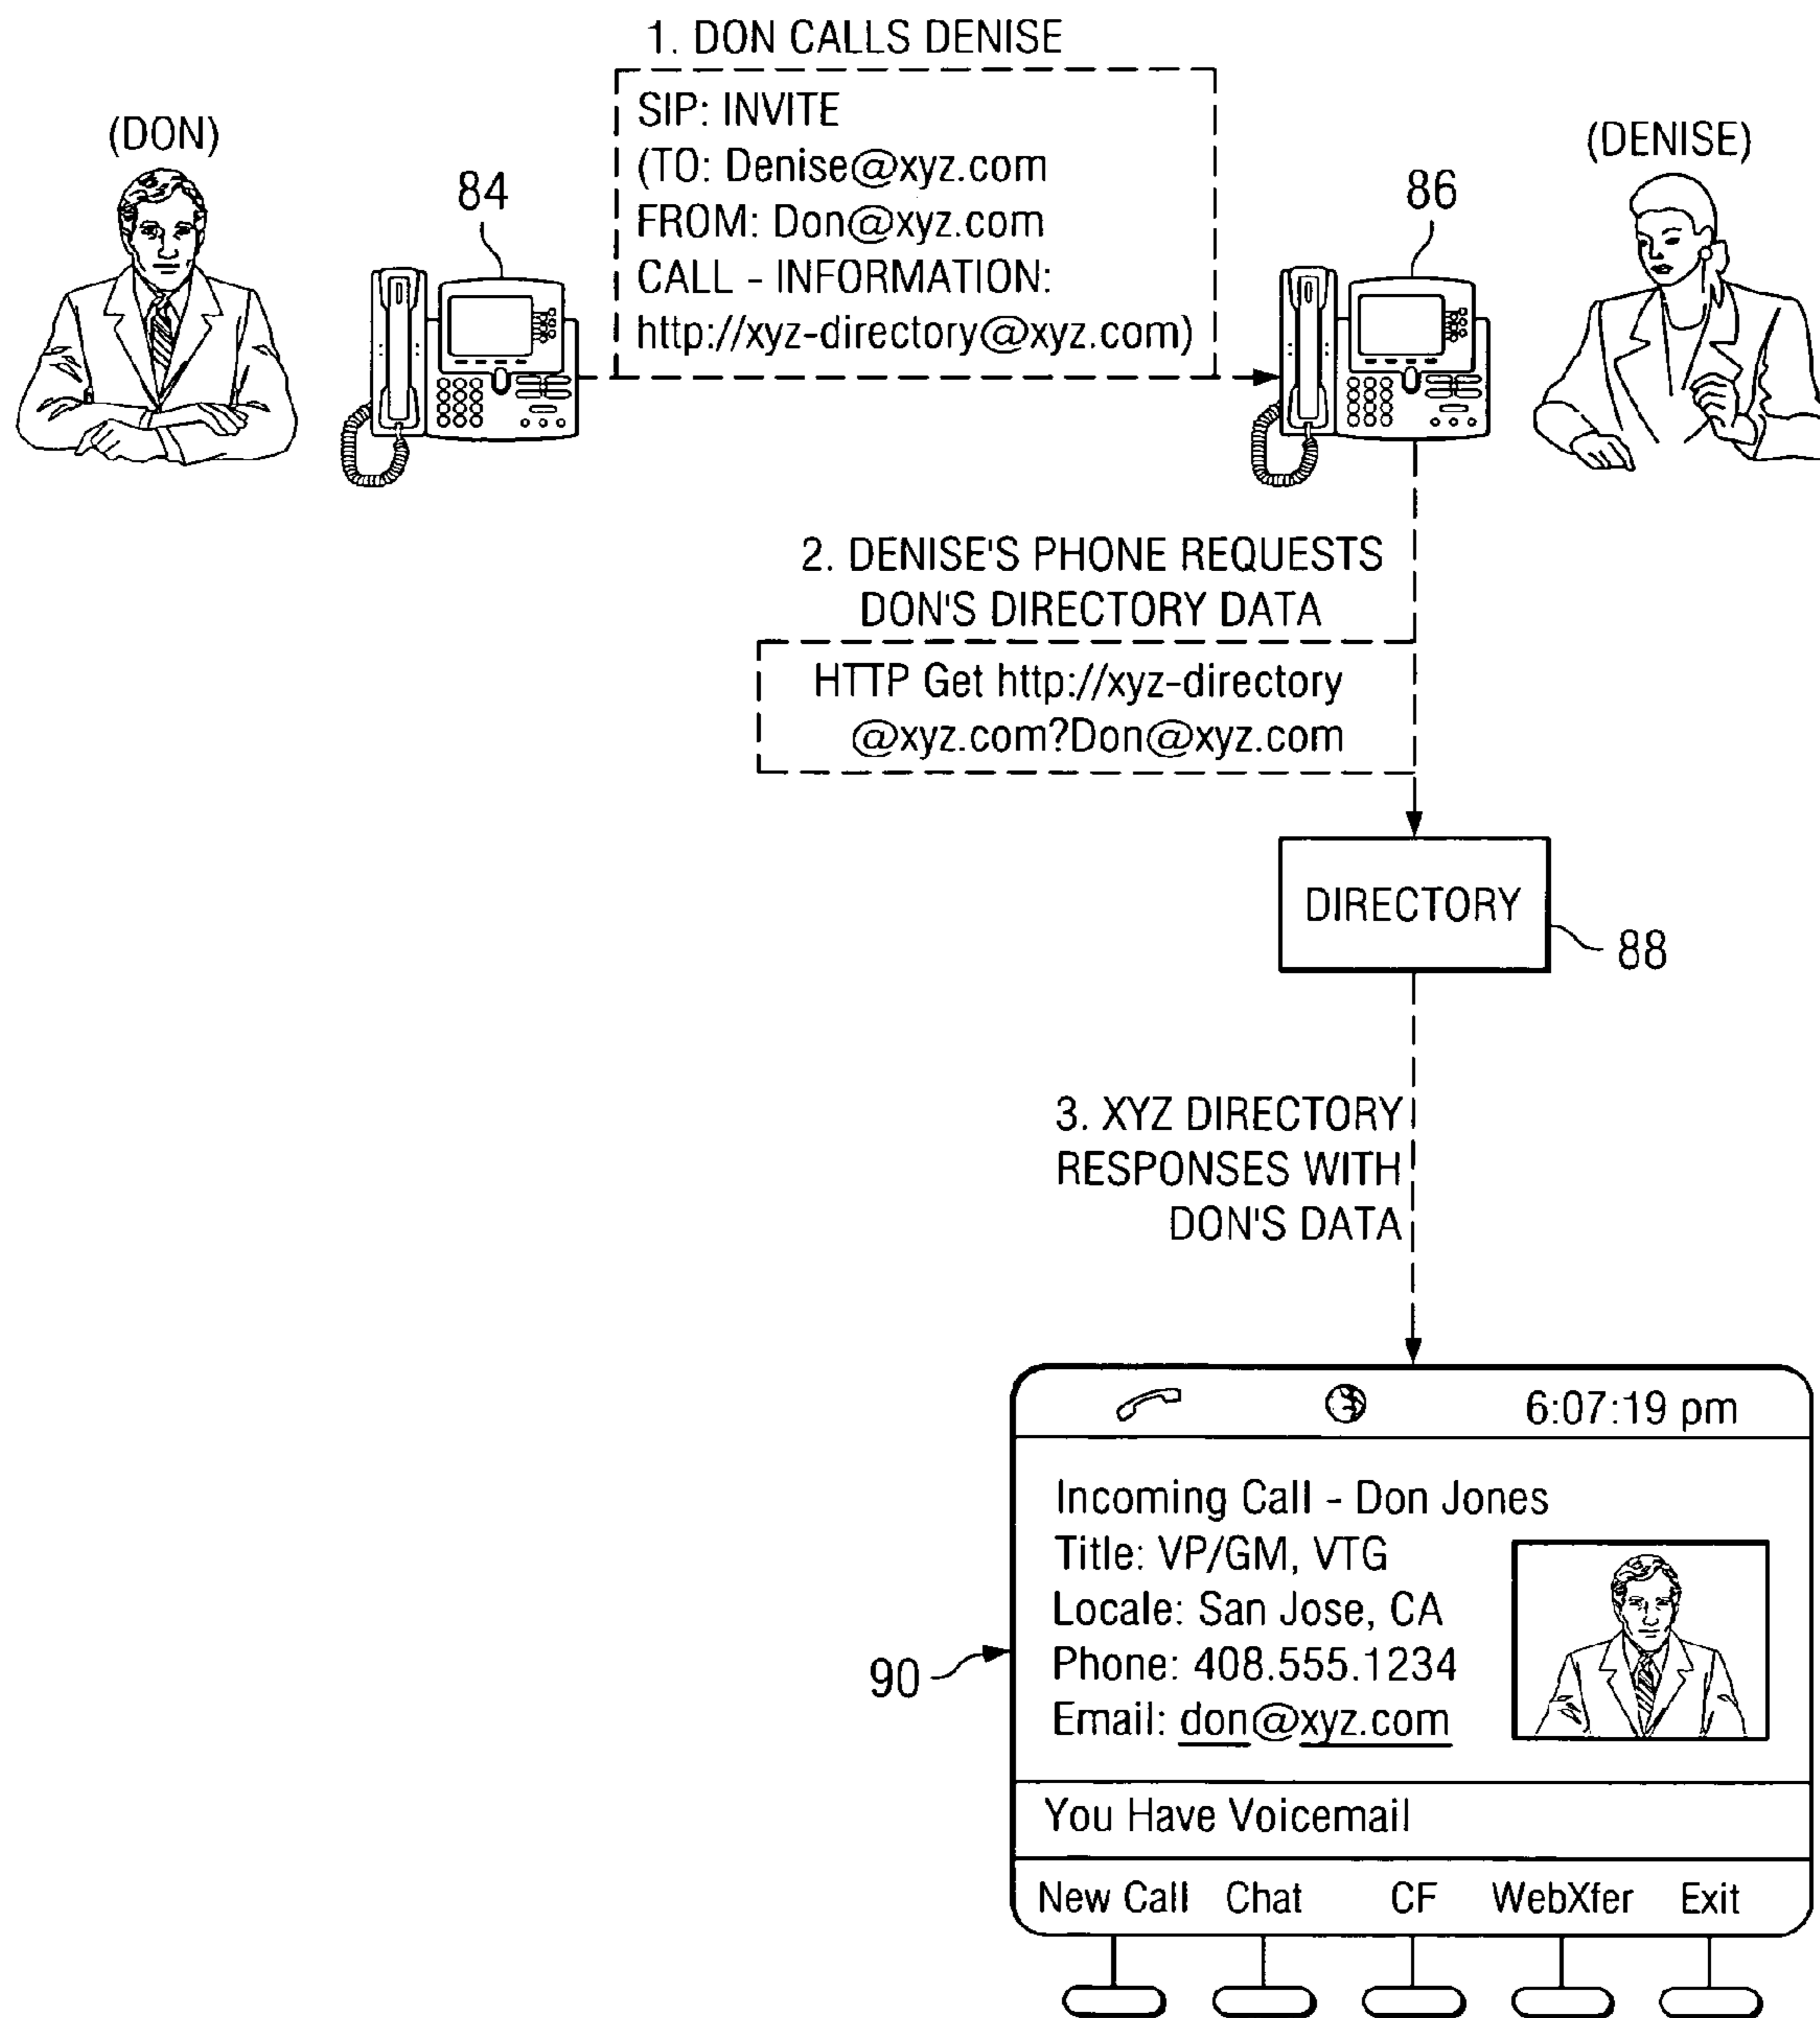 1. DON CALLS DENISE
SIP: INVITE
(TO: Denise@xyz.com
FROM: Don@xyz.com
CALL - INFORMATION:
http://xyz-directory@xyz.com)
(DON)
84
86
(DENISE)
2. DENISE'S PHONE REQUESTS
DON'S DIRECTORY DATA
HTTP Get http://xyz-directory
@xyz.com?Don@xyz.com
DIRECTORY
88
3. XYZ DIRECTORY
RESPONSES WITH
DON'S DATA
6:07:19 pm
Incoming Call - Don Jones
Title: VP/GM, VTG
Locale: San Jose, CA
Phone: 408.555.1234
Email: don@xyz.com
90
You Have Voicemail
New Call Chat CF WebXfer Exit